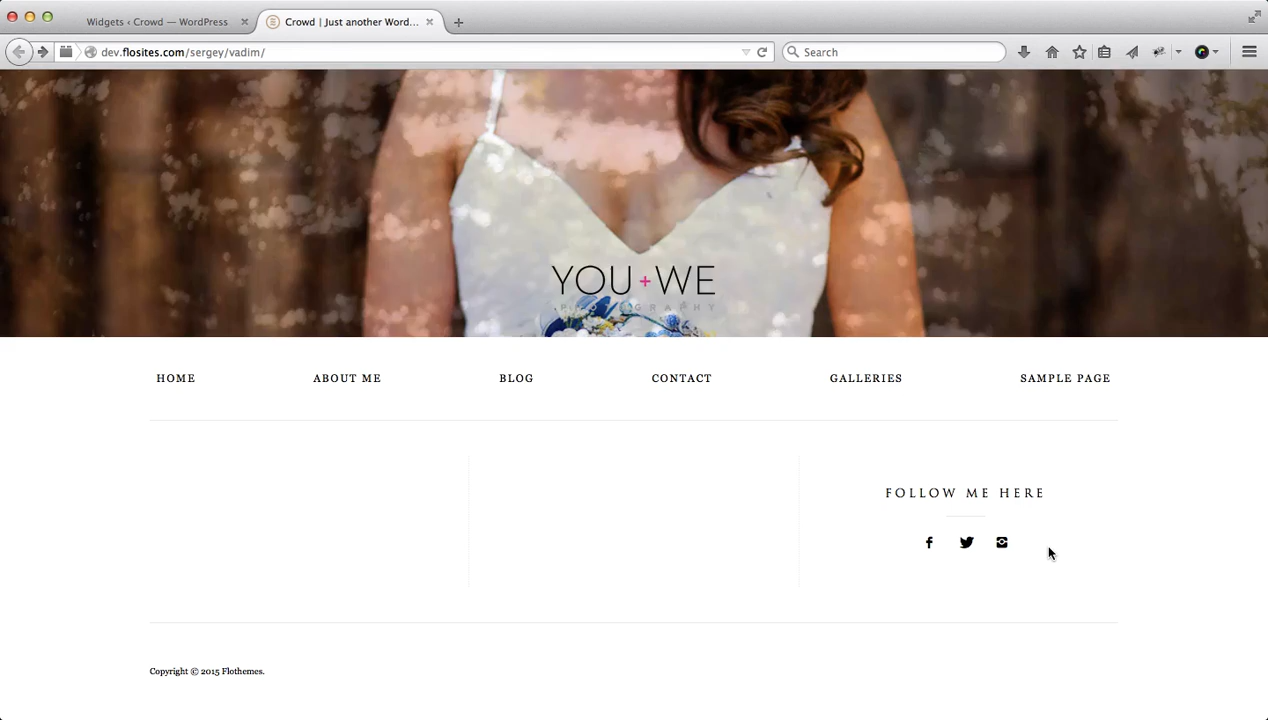 Widgets ‹ Crowd — WordPress
Crowd | Just another Word...
dev.flosites.com/sergey/vadim/
Search
YOU+WE
PHOTOGRAPHY
HOME ABOUT ME BLOG CONTACT GALLERIES SAMPLE PAGE
FOLLOW ME HERE
Copyright © 2015 Flothemes.